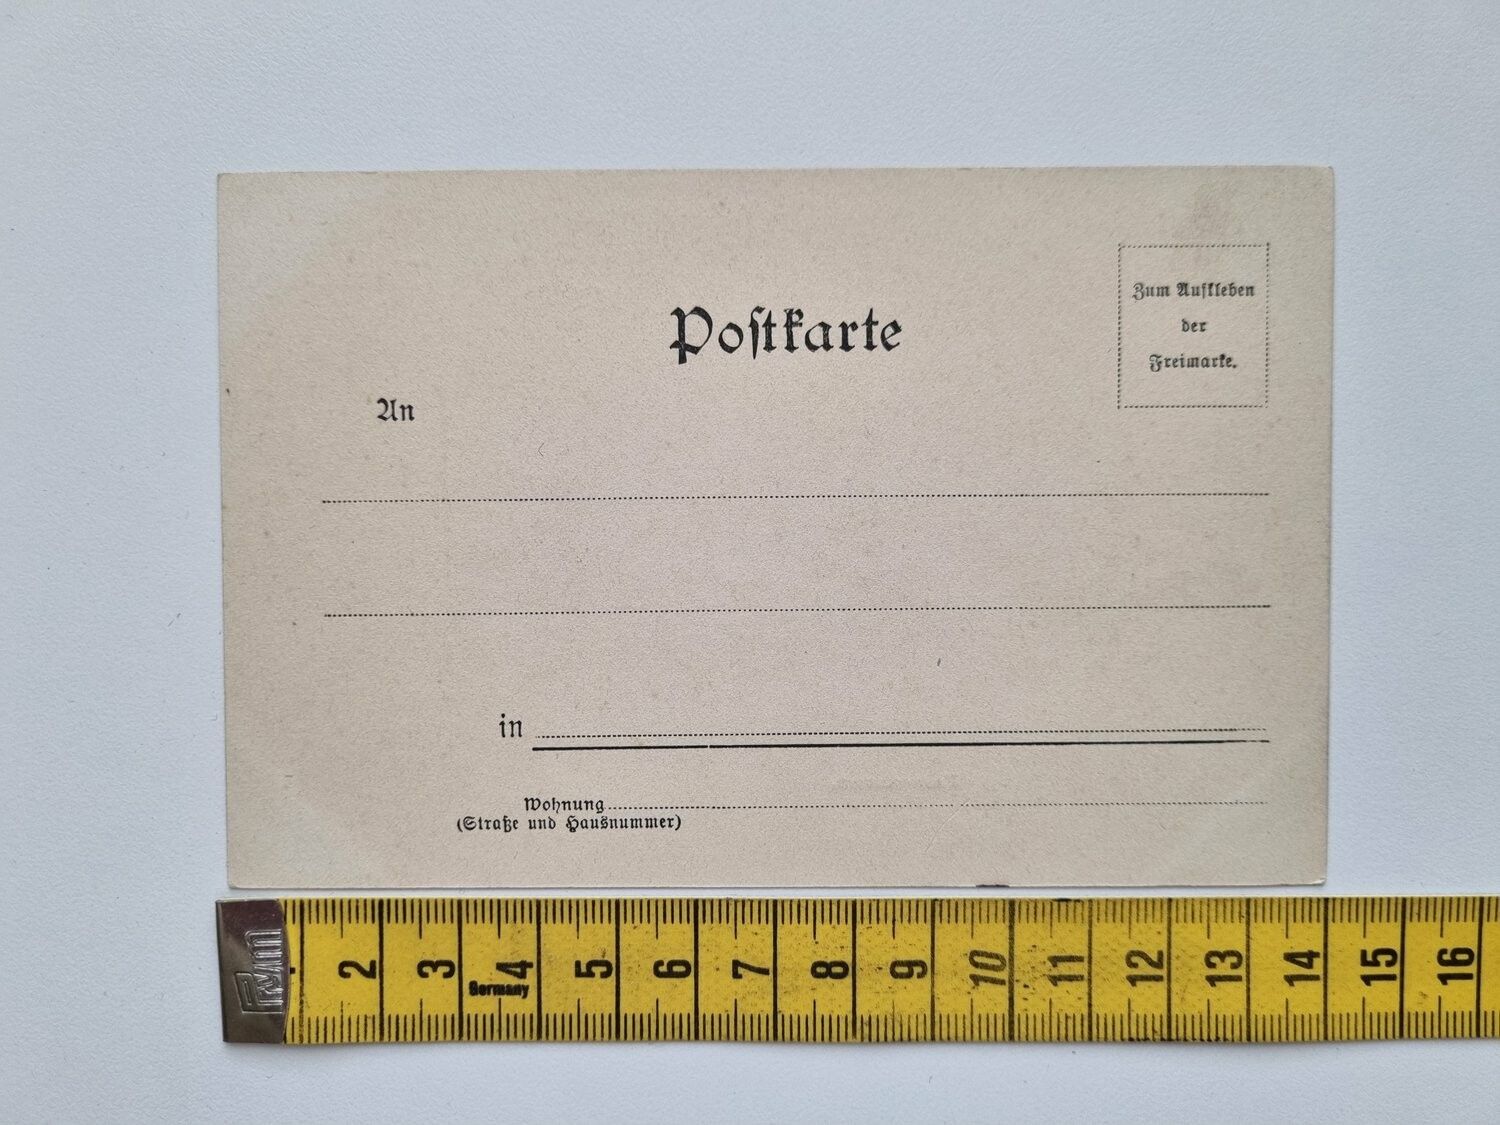 Postkarte
Zum Aufkleben
der
Freimarke.
An
in
Wohnung
(Straße und Hausnummer)
Prym
2 3 4 5 6 7 8 9 10 11 12 13 14 15 16
Germany